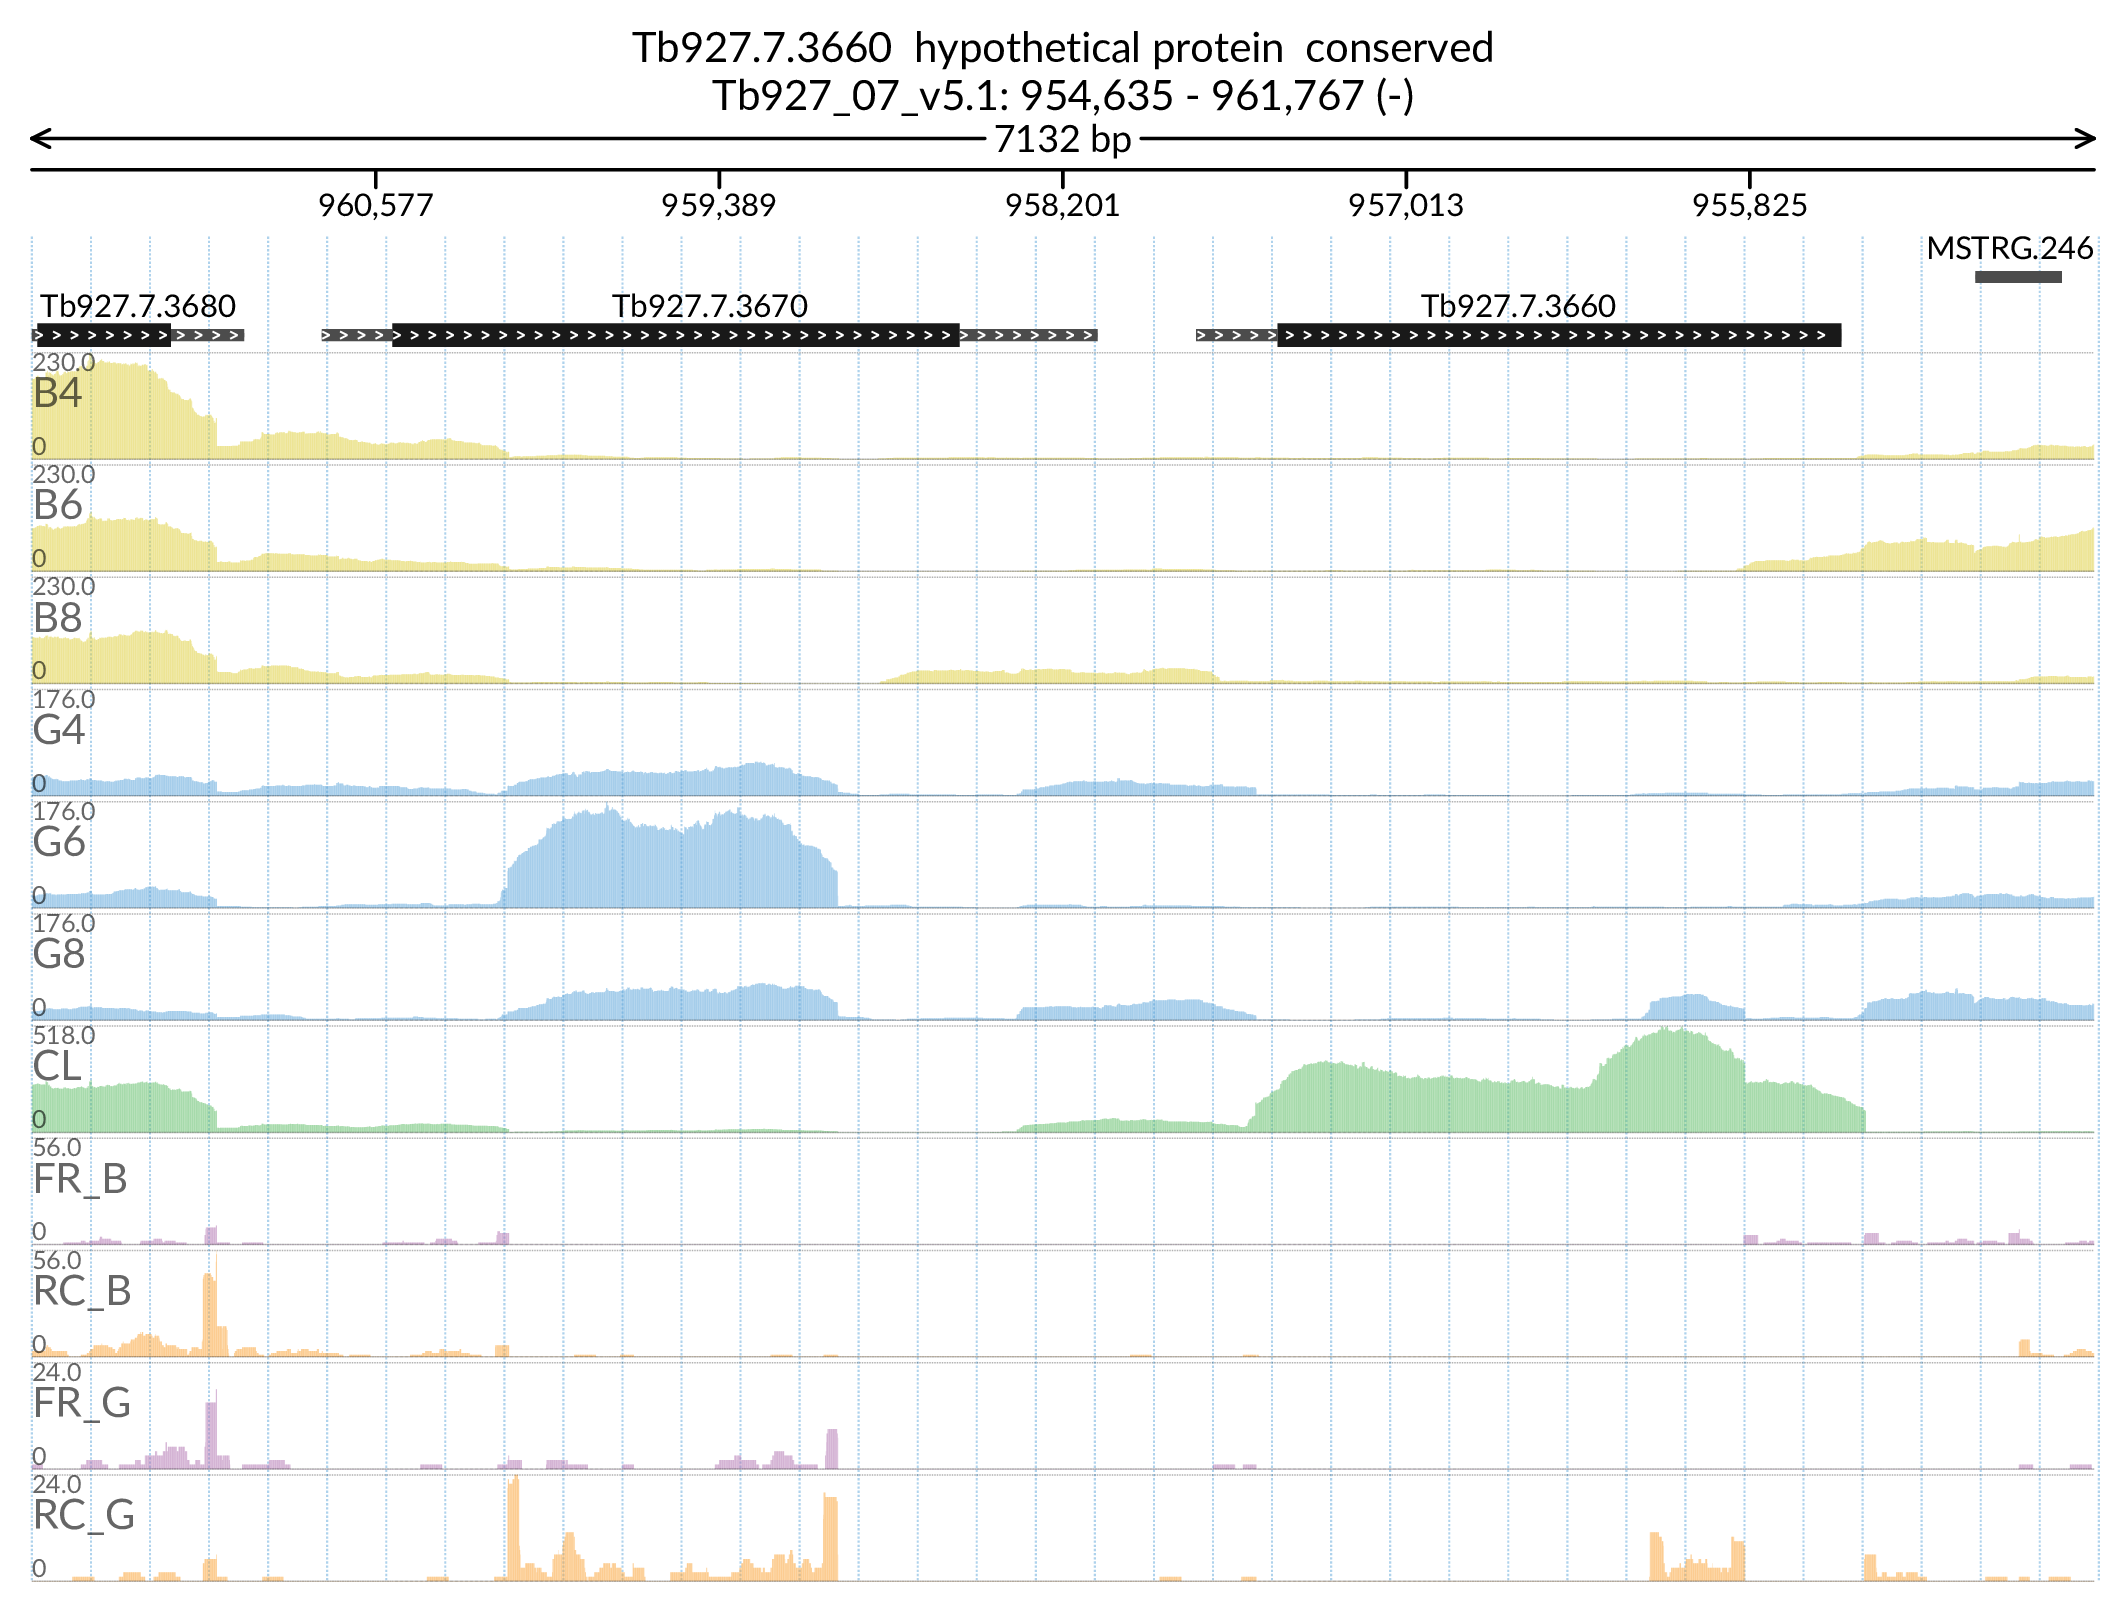 Tb927.7.3660 hypothetical protein conserved
Tb927_07_v5.1: 954,635 - 961,767 (-)
7132 bp
960,577 959,389 958,201 957,013 955,825
MSTRG.246
Tb927.7.3680 Tb927.7.3670 Tb927.7.3660
230.0
B4
0
230.0
B6
0
230.0
B8
0
176.0
G4
0
176.0
G6
0
176.0
G8
0
518.0
CL
0
56.0
FR_B
0
56.0
RC_B
0
24.0
FR_G
0
24.0
RC_G
0